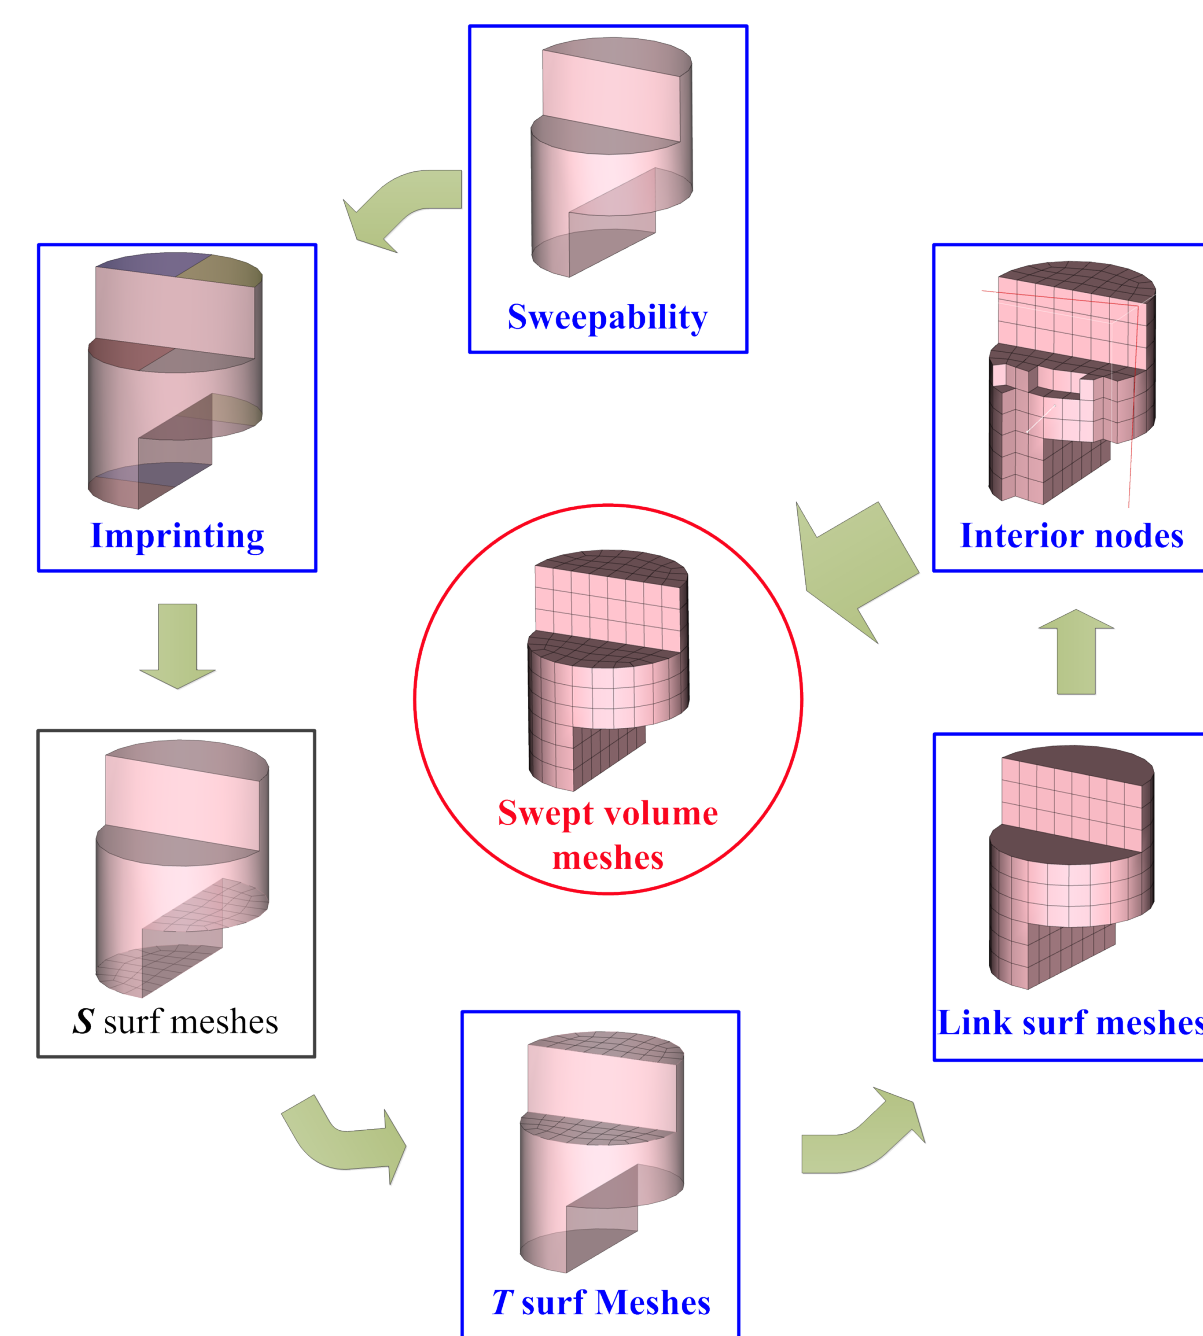 Sweepability
Imprinting
Interior nodes
Swept volume
meshes
S surf meshes
Link surf meshes
T surf Meshes